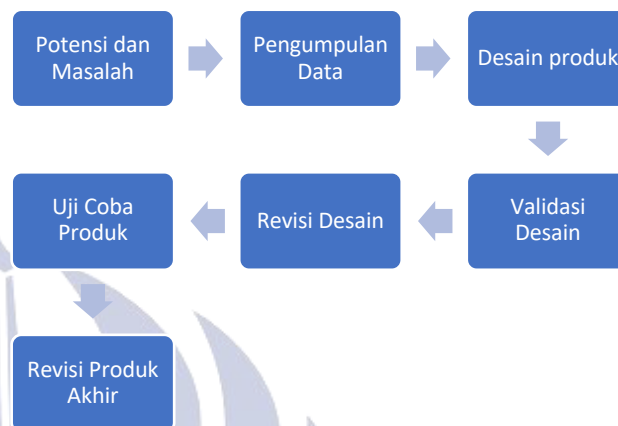 Potensi dan
Masalah
Pengumpulan
Data
Desain produk
Validasi
Desain
Revisi Desain
Uji Coba
Produk
Revisi Produk
Akhir